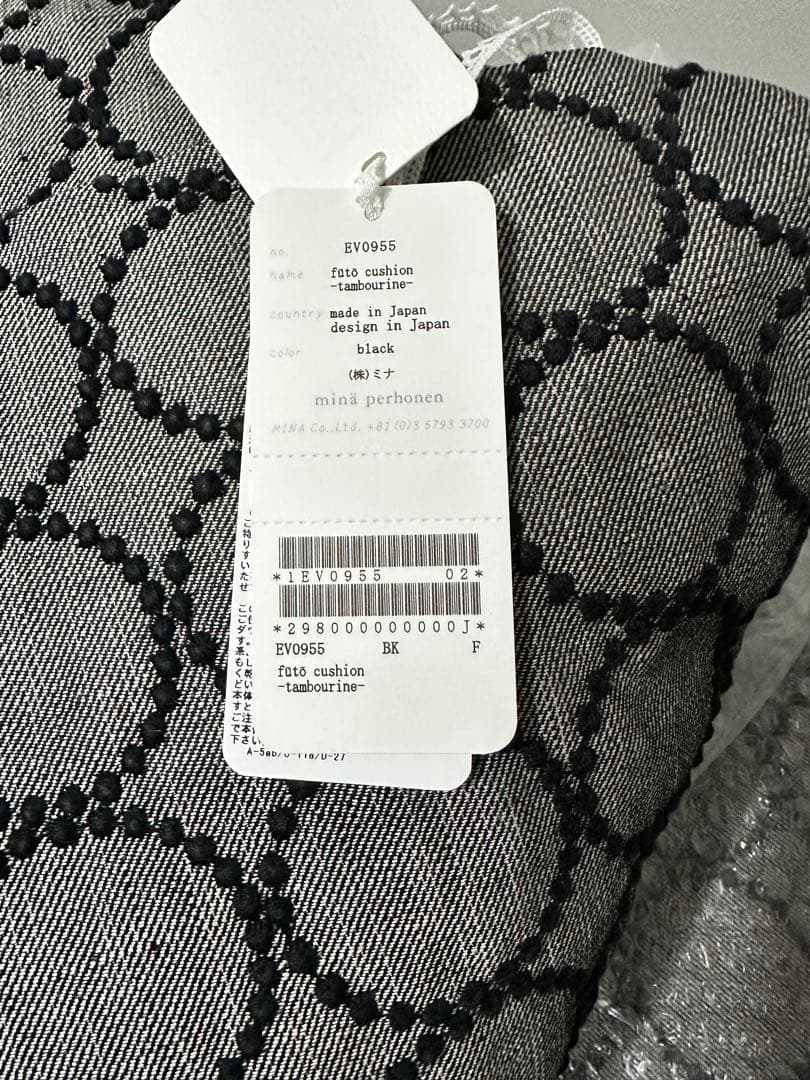 no. EV0955
name fūtō cushion
-tambourine-
country made in Japan
design in Japan
color black
(株)ミナ
minä perhonen
MINA Co.,Ltd. +81(0)3 5793 3700
*1EV0955 02*
*298000000000J*
EV0955 BK F
fūtō cushion
-tambourine-